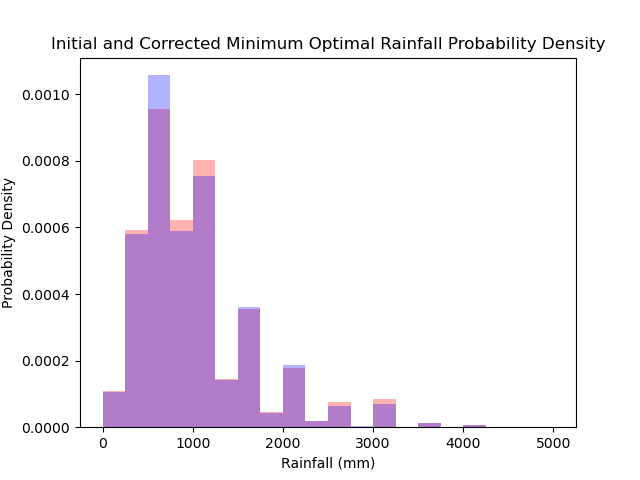 Initial and Corrected Minimum Optimal Rainfall Probability Density
Probability Density
0.0010
0.0008
0.0006
0.0004
0.0002
0.0000
0 1000 2000 3000 4000 5000
Rainfall (mm)